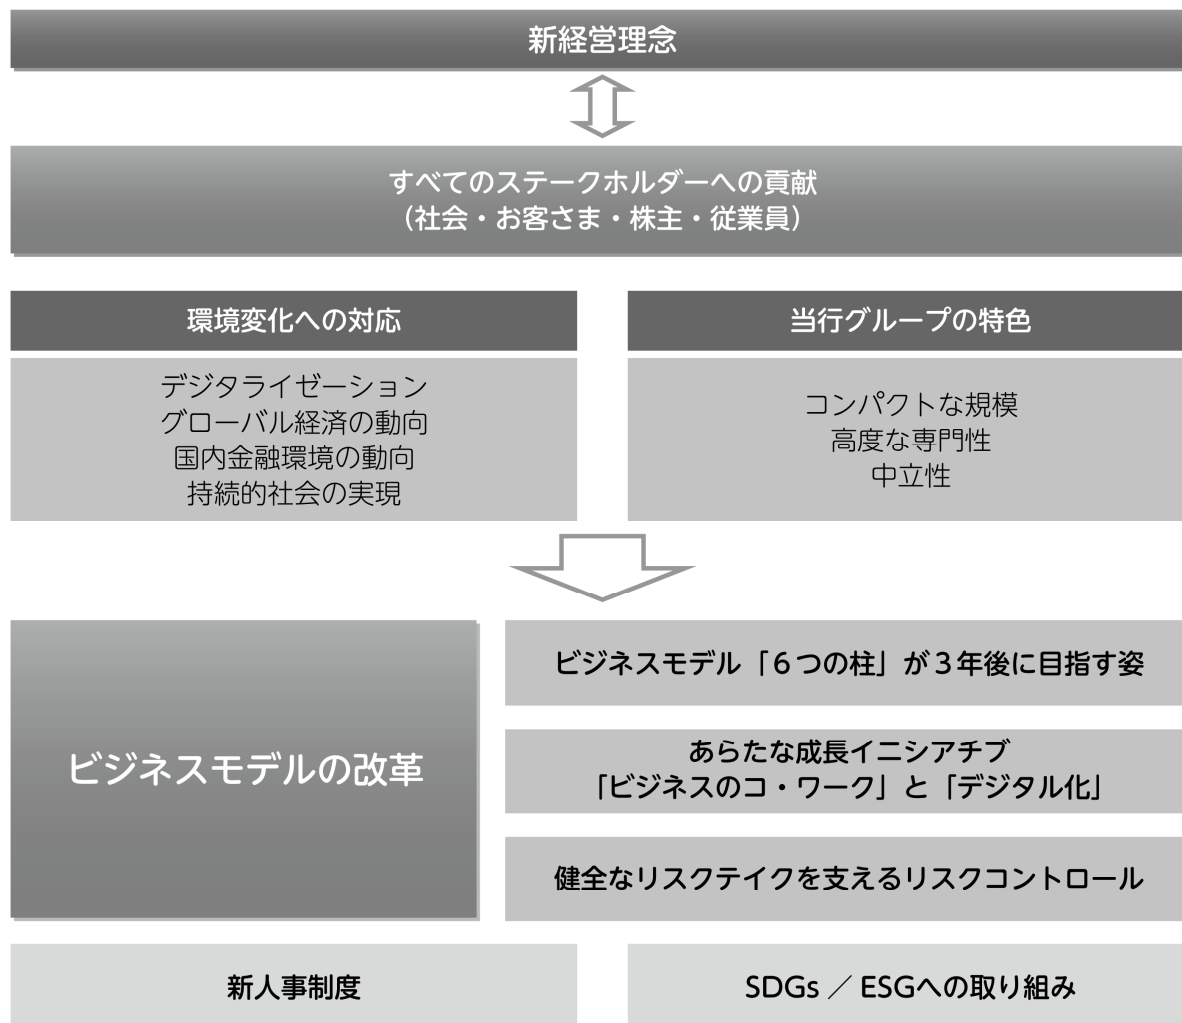 新経営理念
すべてのステークホルダーへの貢献
（社会・お客さま・株主・従業員）
環境変化への対応
デジタライゼーション
グローバル経済の動向
国内金融環境の動向
持続的社会の実現
当行グループの特色
コンパクトな規模
高度な専門性
中立性
ビジネスモデルの改革
ビジネスモデル「６つの柱」が３年後に目指す姿
あらたな成長イニシアチブ
「ビジネスのコ・ワーク」と「デジタル化」
健全なリスクテイクを支えるリスクコントロール
新人事制度
SDGs ／ ESGへの取り組み